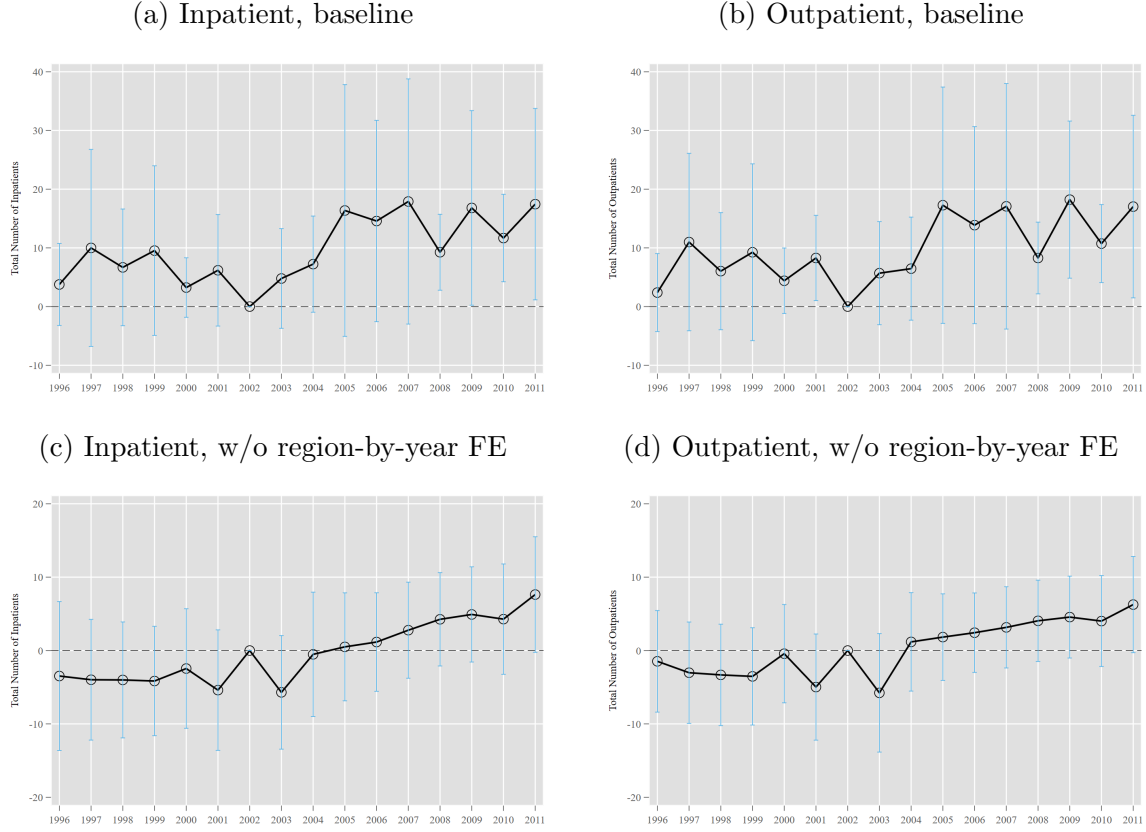 (a) Inpatient, baseline
(b) Outpatient, baseline
Total Number of Inpatients
40
30
20
10
0
-10
1996 1997 1998 1999 2000 2001 2002 2003 2004 2005 2006 2007 2008 2009 2010 2011
Total Number of Outpatients
40
30
20
10
0
-10
1996 1997 1998 1999 2000 2001 2002 2003 2004 2005 2006 2007 2008 2009 2010 2011
(c) Inpatient, w/o region-by-year FE
(d) Outpatient, w/o region-by-year FE
Total Number of Inpatients
20
10
0
-10
-20
1996 1997 1998 1999 2000 2001 2002 2003 2004 2005 2006 2007 2008 2009 2010 2011
Total Number of Outpatients
20
10
0
-10
-20
1996 1997 1998 1999 2000 2001 2002 2003 2004 2005 2006 2007 2008 2009 2010 2011